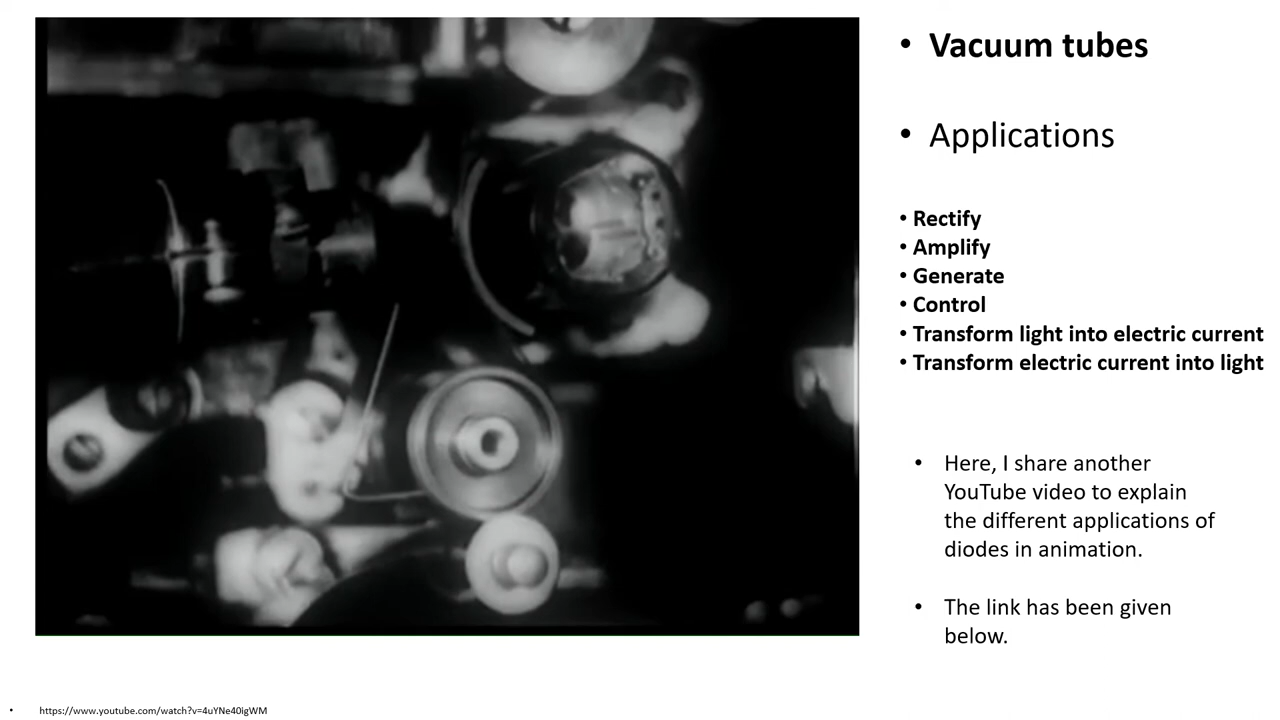 • Vacuum tubes
• Applications
• Rectify
• Amplify
• Generate
• Control
• Transform light into electric current
• Transform electric current into light
• Here, I share another
YouTube video to explain
the different applications of
diodes in animation.
• The link has been given
below.
• https://www.youtube.com/watch?v=4uYNe40igWM